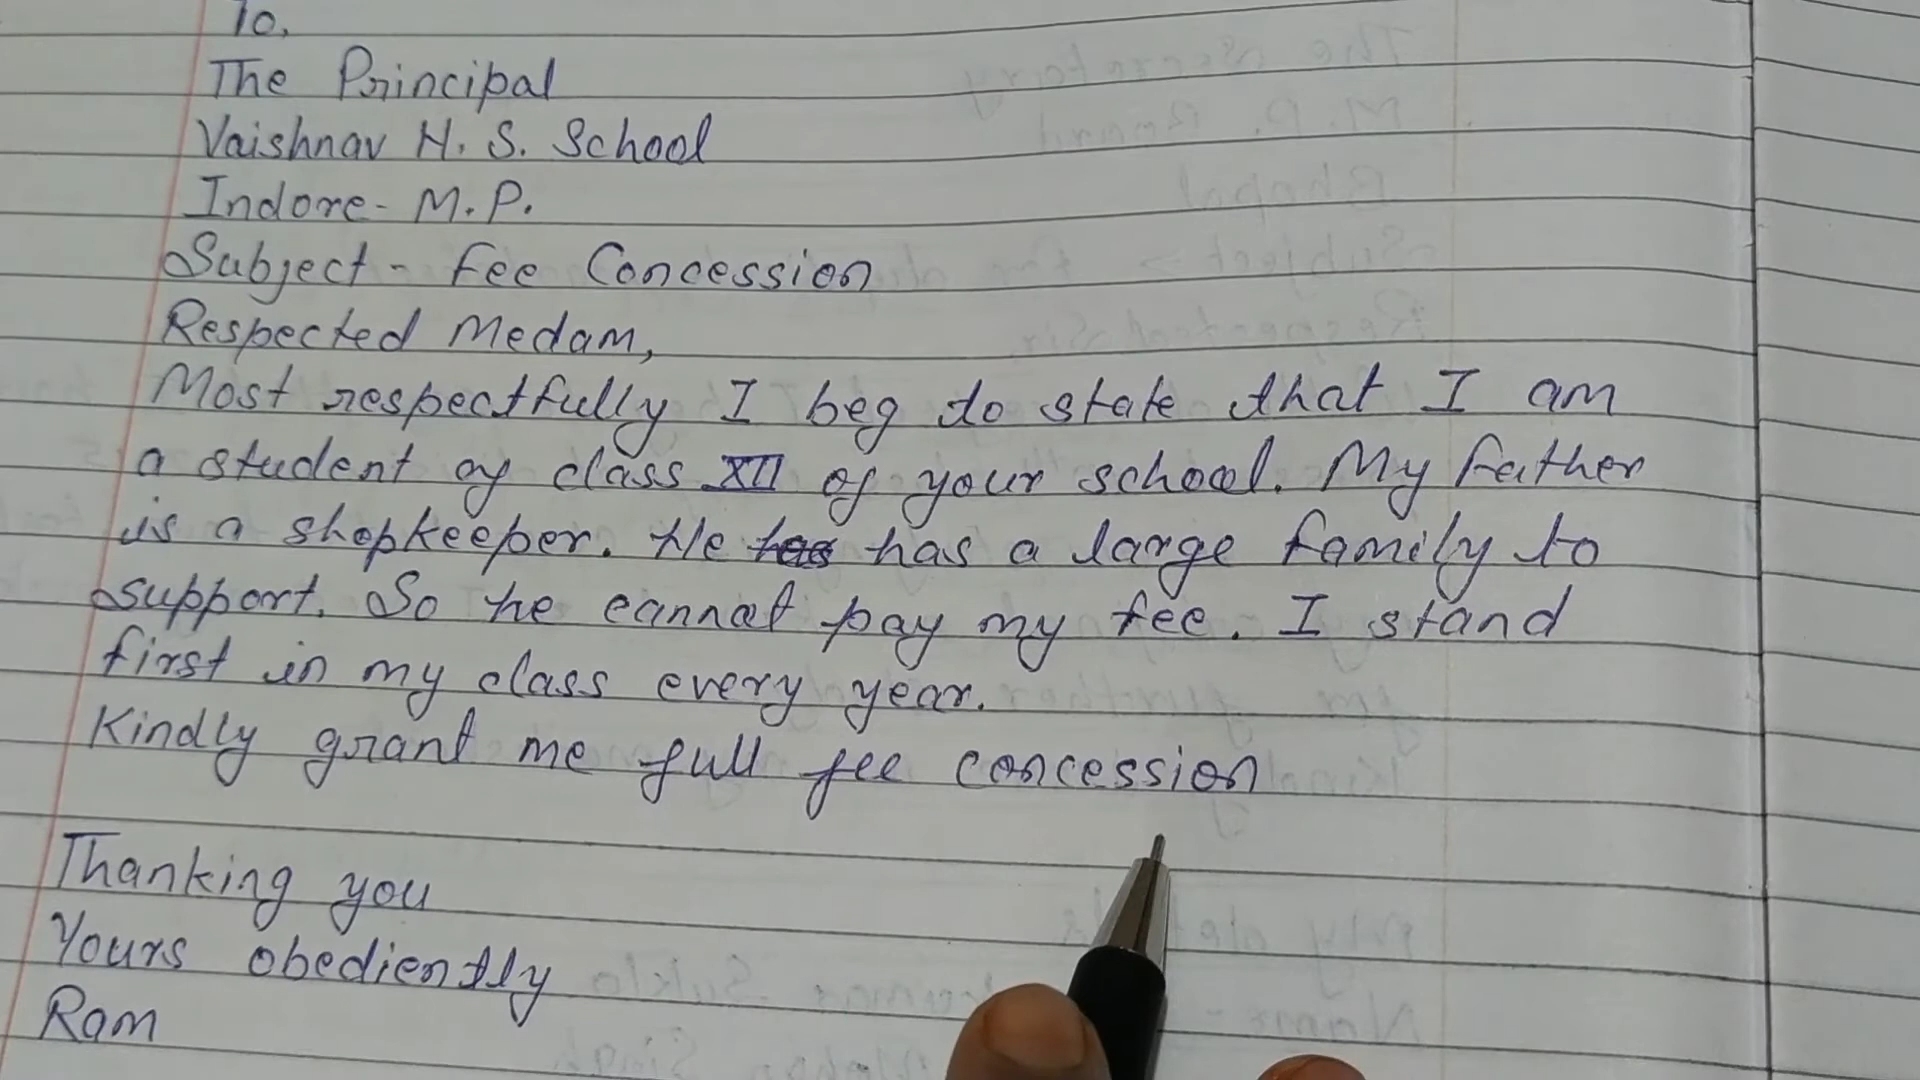 To,
The Principal
Vaishnav H. S. School
Indore- M.P.
Subject - Fee Concession
Respected Medam,
Most respectfully I beg to state that I am
a student of class XII of your school. My father
is a shopkeeper. He has has a large family to
support. So he cannot pay my fee. I stand
first in my class every year.
Kindly grant me full fee concession
Thanking you
Yours obediently
Ram